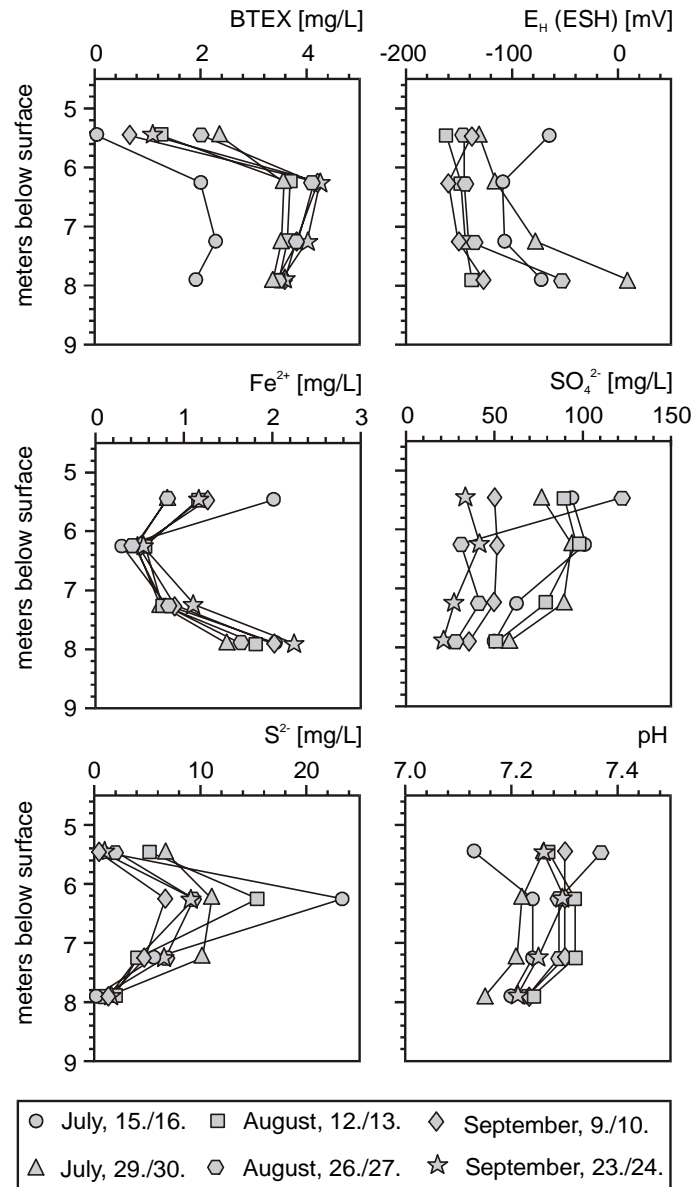 BTEX [mg/L] E_H (ESH) [mV]
0 2 4 -200 -100 0
5
6
7
8
9
meters below surface
Fe²⁺ [mg/L] SO₄²⁻ [mg/L]
0 1 2 3 0 50 100 150
5
6
7
8
9
meters below surface
S²⁻ [mg/L] pH
0 10 20 7.0 7.2 7.4
5
6
7
8
9
meters below surface
July, 15./16. August, 12./13. September, 9./10.
July, 29./30. August, 26./27. September, 23./24.